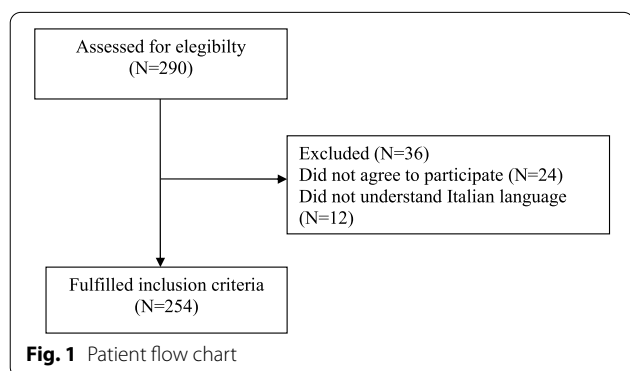 Assessed for elegibilty
(N=290)
Excluded (N=36)
Did not agree to participate (N=24)
Did not understand Italian language
(N=12)
Fulfilled inclusion criteria
(N=254)
Fig. 1 Patient flow chart